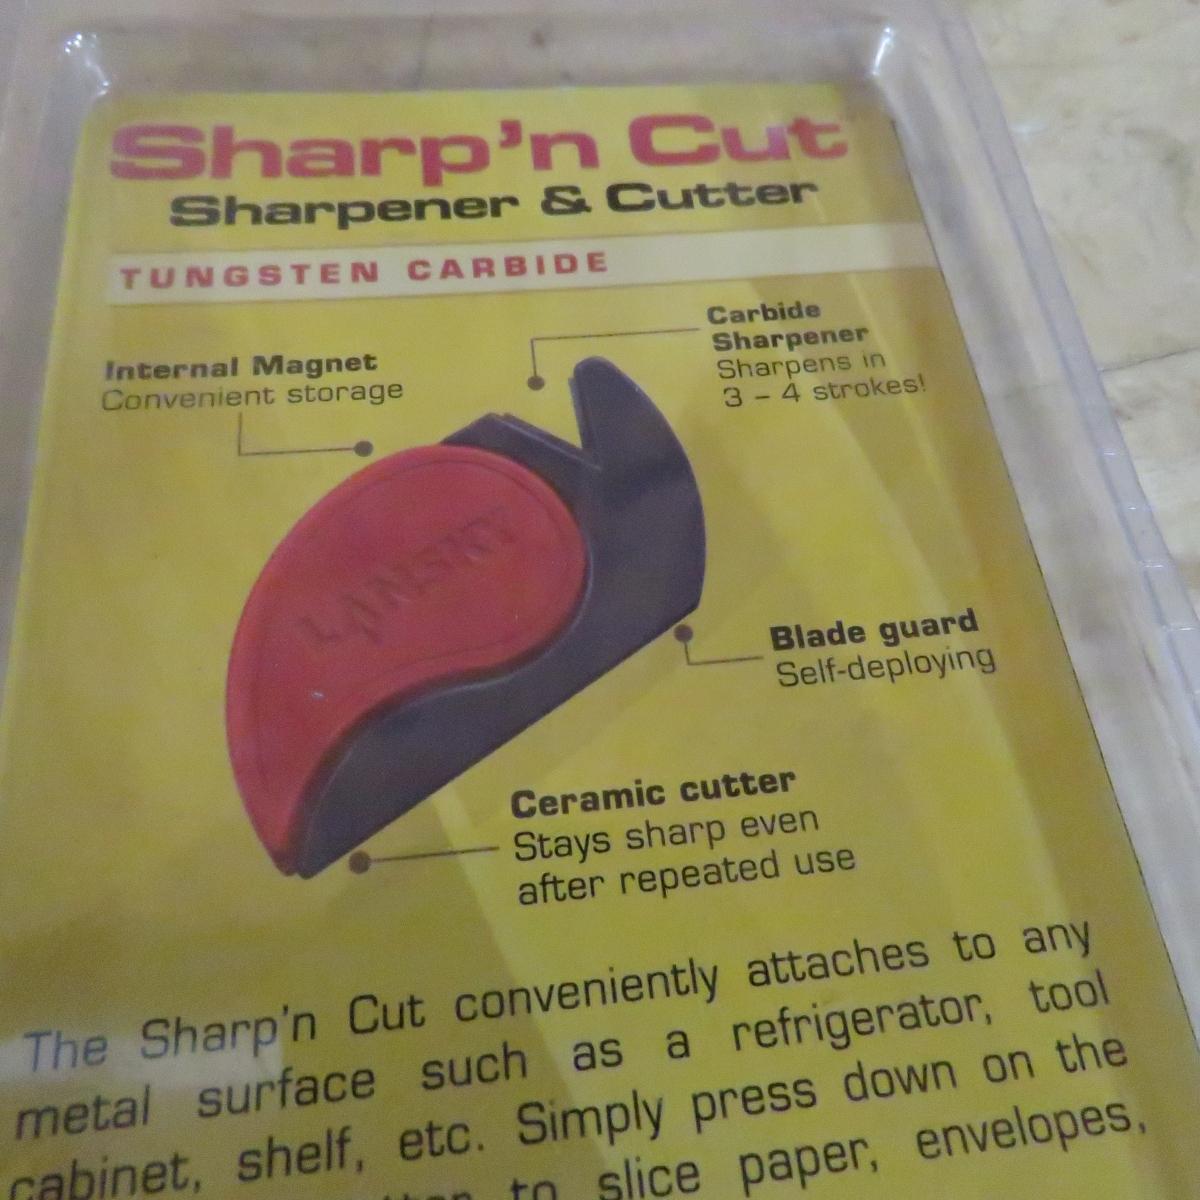 Sharp'n Cut
Sharpener & Cutter
TUNGSTEN CARBIDE
Carbide
Sharpener
Sharpens in
3 – 4 strokes!
Internal Magnet
Convenient storage
LANSKY
Blade guard
Self-deploying
Ceramic cutter
Stays sharp even
after repeated use
The Sharp'n Cut conveniently attaches to any
metal surface such as a refrigerator, tool
cabinet, shelf, etc. Simply press down on the
to slice paper, envelopes,